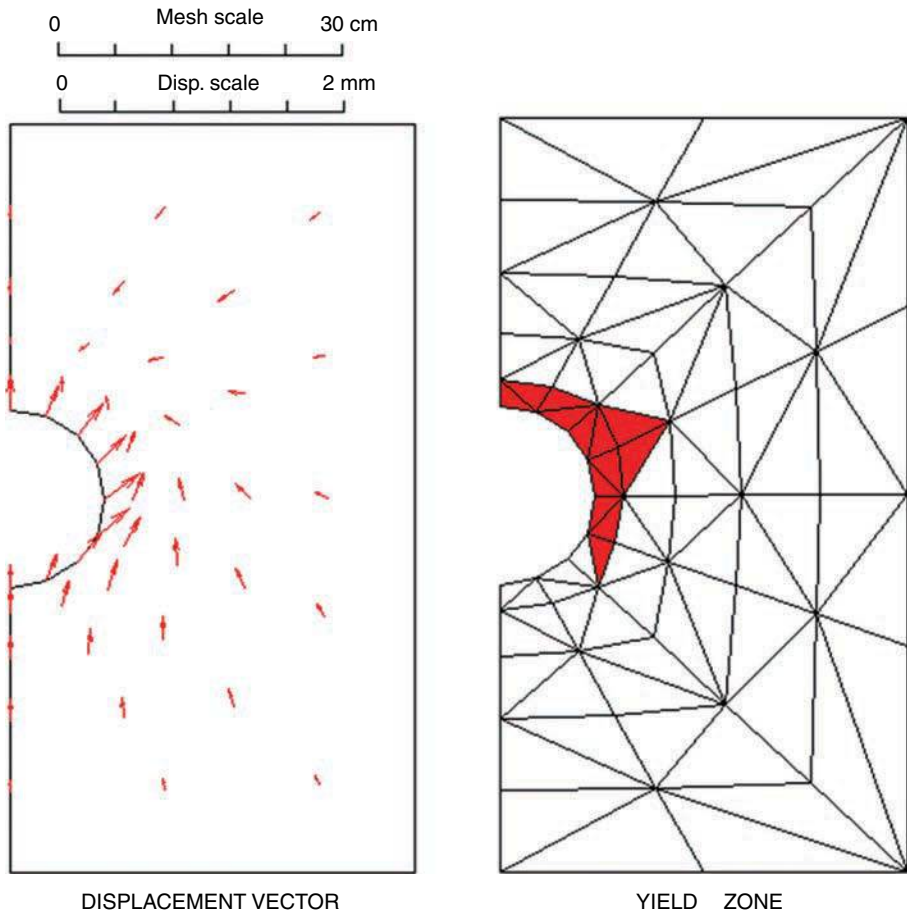 0 Mesh scale 30 cm
0 Disp. scale 2 mm
DISPLACEMENT VECTOR
YIELD ZONE